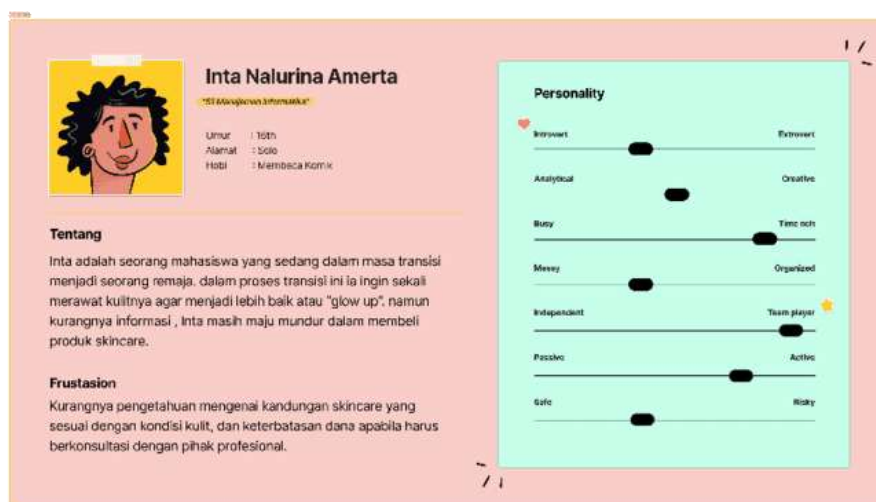 Inta Nalurina Amerta
"S1 Manajemen Informatika"
Umur : 16th
Alamat : Solo
Hobi : Membaca Komik
Tentang
Inta adalah seorang mahasiswa yang sedang dalam masa transisi
menjadi seorang remaja. dalam proses transisi ini ia ingin sekali
merawat kulitnya agar menjadi lebih baik atau "glow up". namun
kurangnya informasi , Inta masih maju mundur dalam membeli
produk skincare.
Frustasion
Kurangnya pengetahuan mengenai kandungan skincare yang
sesuai dengan kondisi kulit, dan keterbatasan dana apabila harus
berkonsultasi dengan pihak profesional.
Personality
Introvert Extrovert
Analytical Creative
Busy Time rich
Messy Organized
Independent Team player
Passive Active
Safe Risky